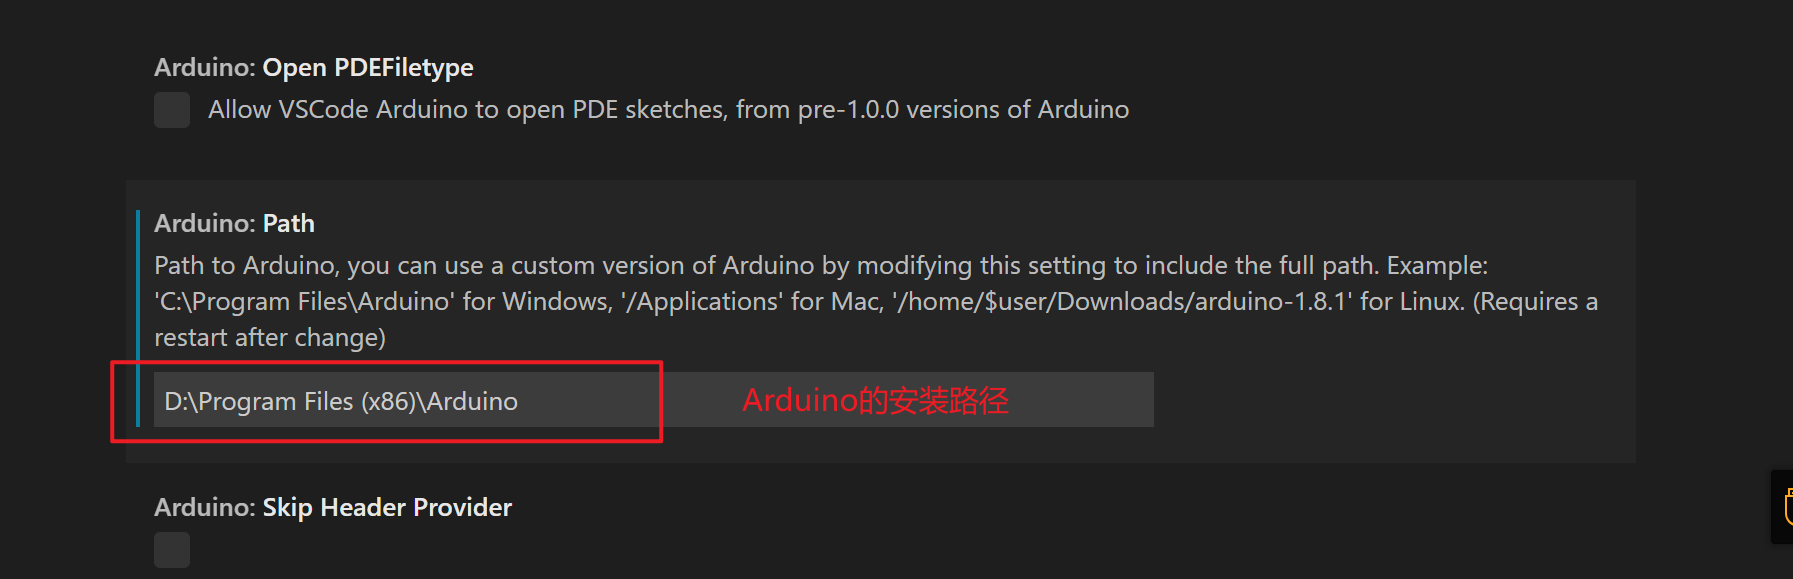 Arduino: Open PDEFiletype
Allow VSCode Arduino to open PDE sketches, from pre-1.0.0 versions of Arduino
Arduino: Path
Path to Arduino, you can use a custom version of Arduino by modifying this setting to include the full path. Example:
'C:\Program Files\Arduino' for Windows, '/Applications' for Mac, '/home/$user/Downloads/arduino-1.8.1' for Linux. (Requires a
restart after change)
D:\Program Files (x86)\Arduino
Arduino的安装路径
Arduino: Skip Header Provider